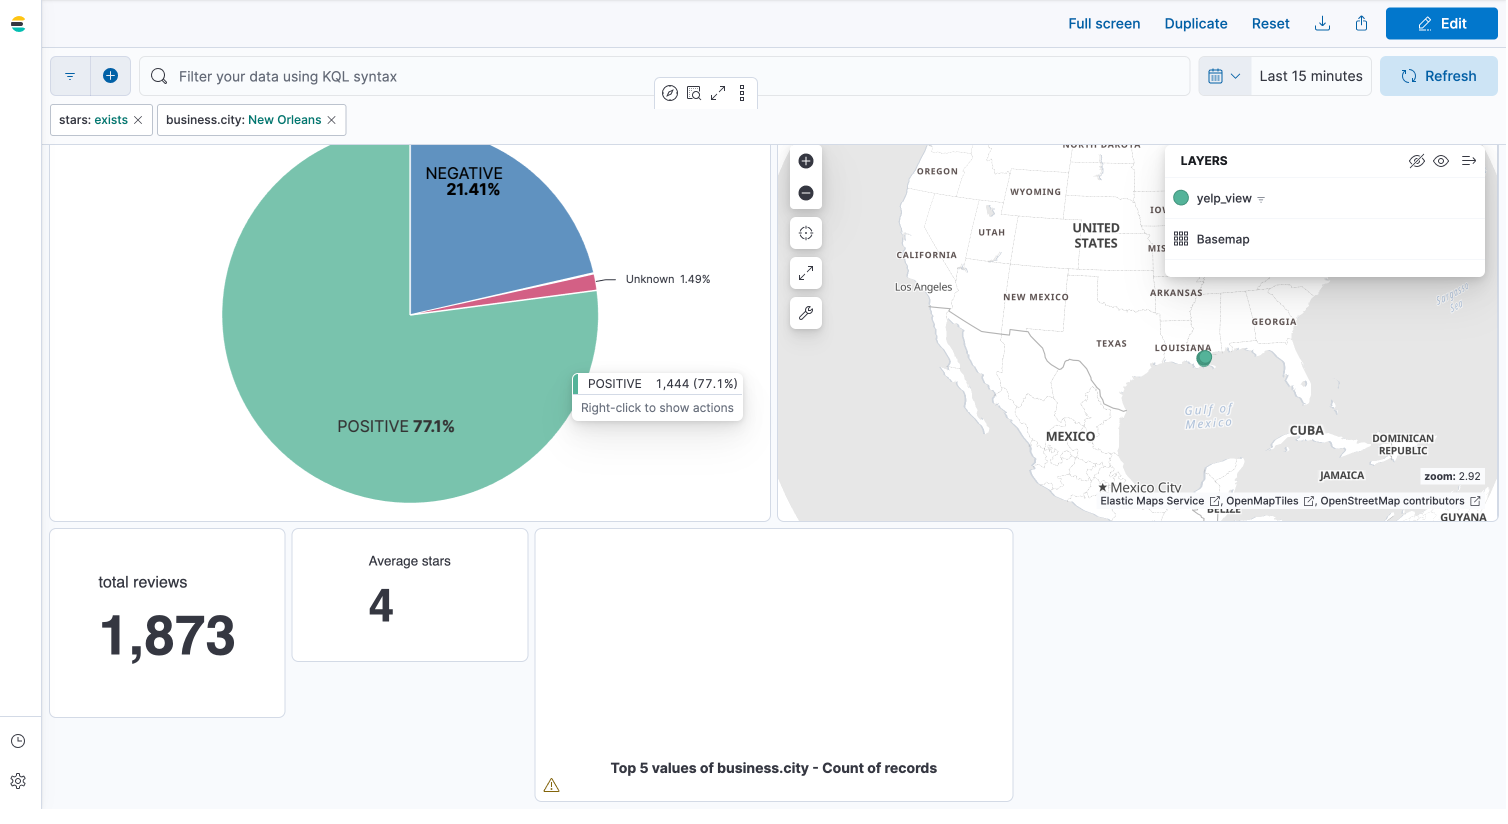 Full screen
Duplicate
Reset
Edit
Filter your data using KQL syntax
Last 15 minutes
Refresh
stars: exists
business.city: New Orleans
NEGATIVE
21.41%
Unknown 1.49%
POSITIVE 1,444 (77.1%)
Right-click to show actions
POSITIVE 77.1%
NORTH DAKOTA
OREGON
WYOMING
UNITED
STATES
UTAH
CALIFORNIA
Los Angeles
NEW MEXICO
ARKANSAS
GEORGIA
TEXAS
LOUISIANA
Sargasso
Sea
Gulf of
Mexico
MEXICO
CUBA
DOMINICAN
REPUBLIC
JAMAICA
Mexico City
BELIZE
GUYANA
LAYERS
yelp_view
Basemap
zoom: 2.92
Elastic Maps Service , OpenMapTiles , OpenStreetMap contributors
total reviews
1,873
Average stars
4
Top 5 values of business.city - Count of records